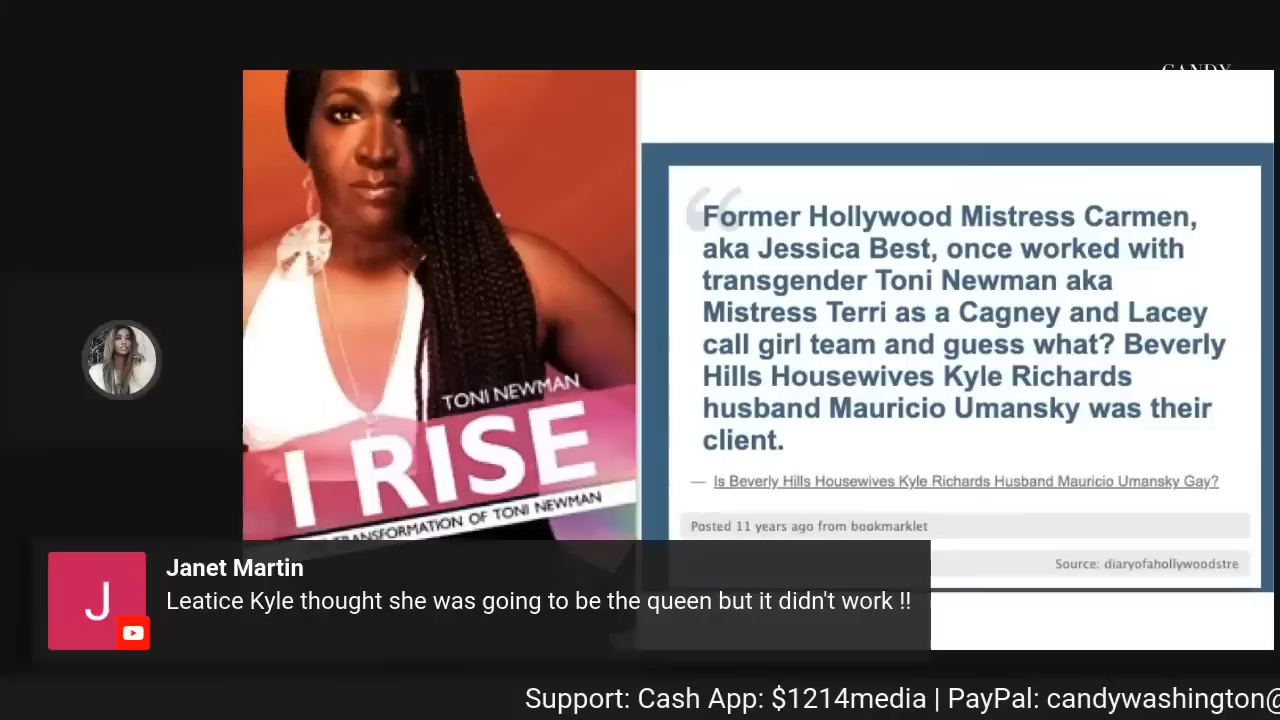 CANDY
TONI NEWMAN
I RISE
TRANSFORMATION OF TONI NEWMAN
“
Former Hollywood Mistress Carmen,
aka Jessica Best, once worked with
transgender Toni Newman aka
Mistress Terri as a Cagney and Lacey
call girl team and guess what? Beverly
Hills Housewives Kyle Richards
husband Mauricio Umansky was their
client.
— Is Beverly Hills Housewives Kyle Richards Husband Mauricio Umansky Gay?
Posted 11 years ago from bookmarklet
Source: diaryofahollywoodstre
J
Janet Martin
Leatice Kyle thought she was going to be the queen but it didn't work !!
Support: Cash App: $1214media | PayPal: candywashington@